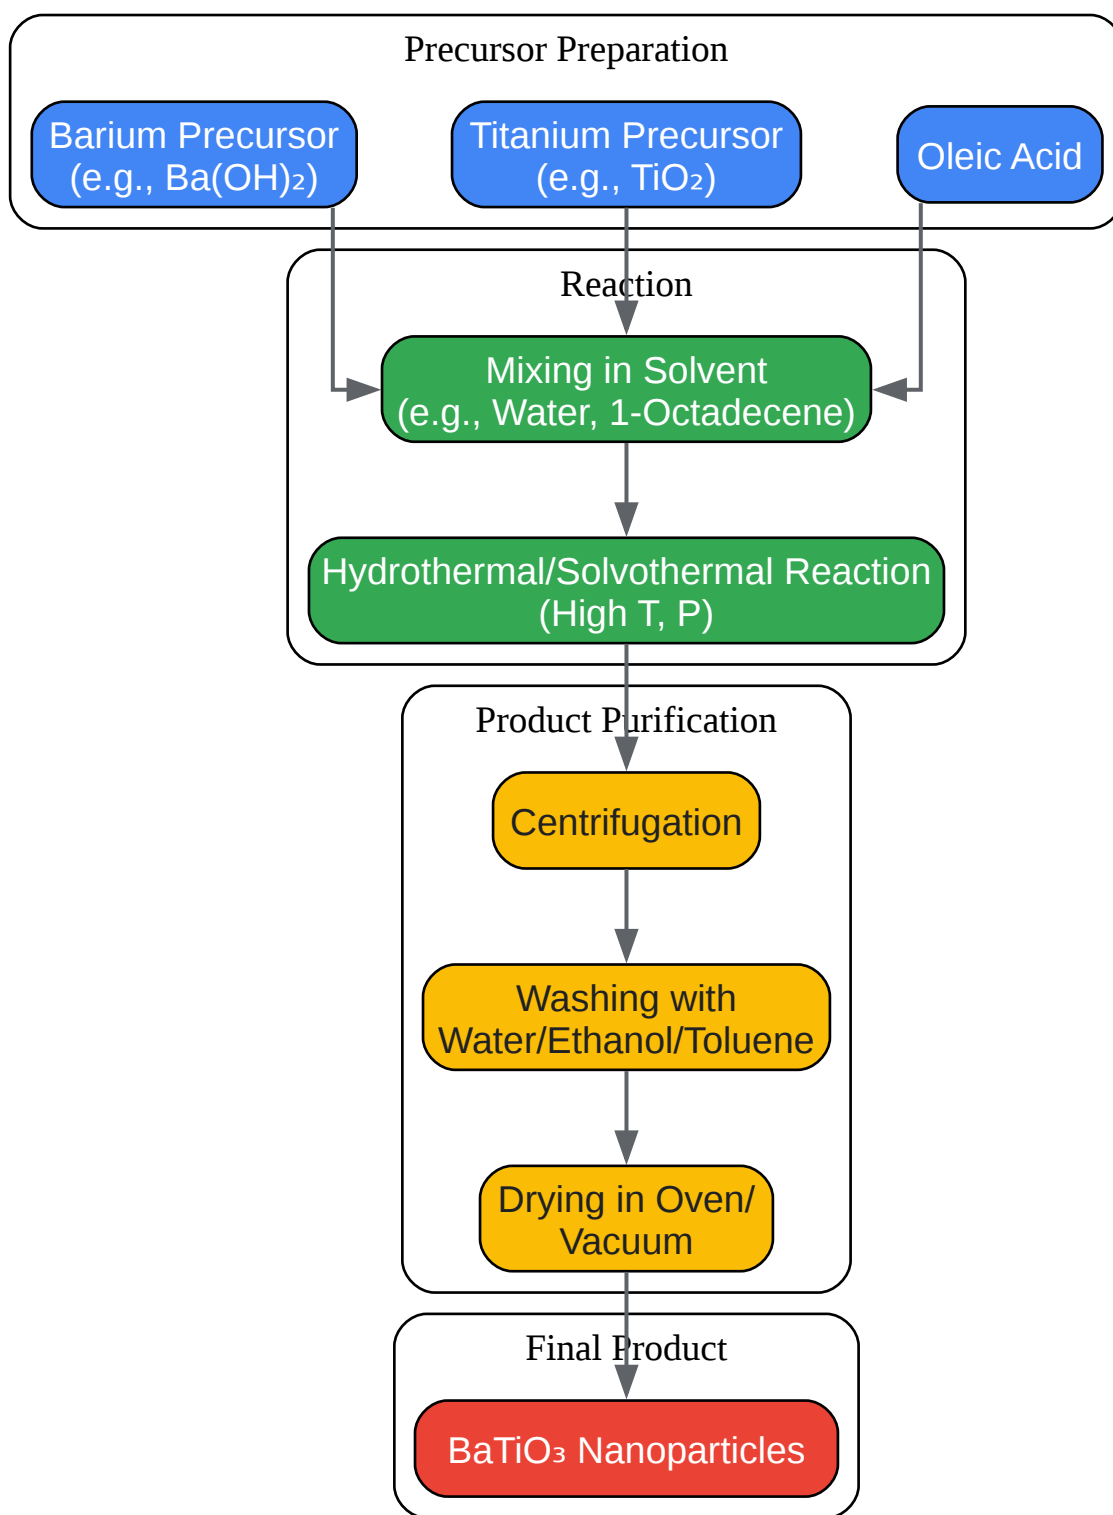 Precursor Preparation
Barium Precursor
(e.g., Ba(OH)₂)
Titanium Precursor
(e.g., TiO₂)
Oleic Acid
Reaction
Mixing in Solvent
(e.g., Water, 1-Octadecene)
Hydrothermal/Solvothermal Reaction
(High T, P)
Product Purification
Centrifugation
Washing with
Water/Ethanol/Toluene
Drying in Oven/
Vacuum
Final Product
BaTiO₃ Nanoparticles